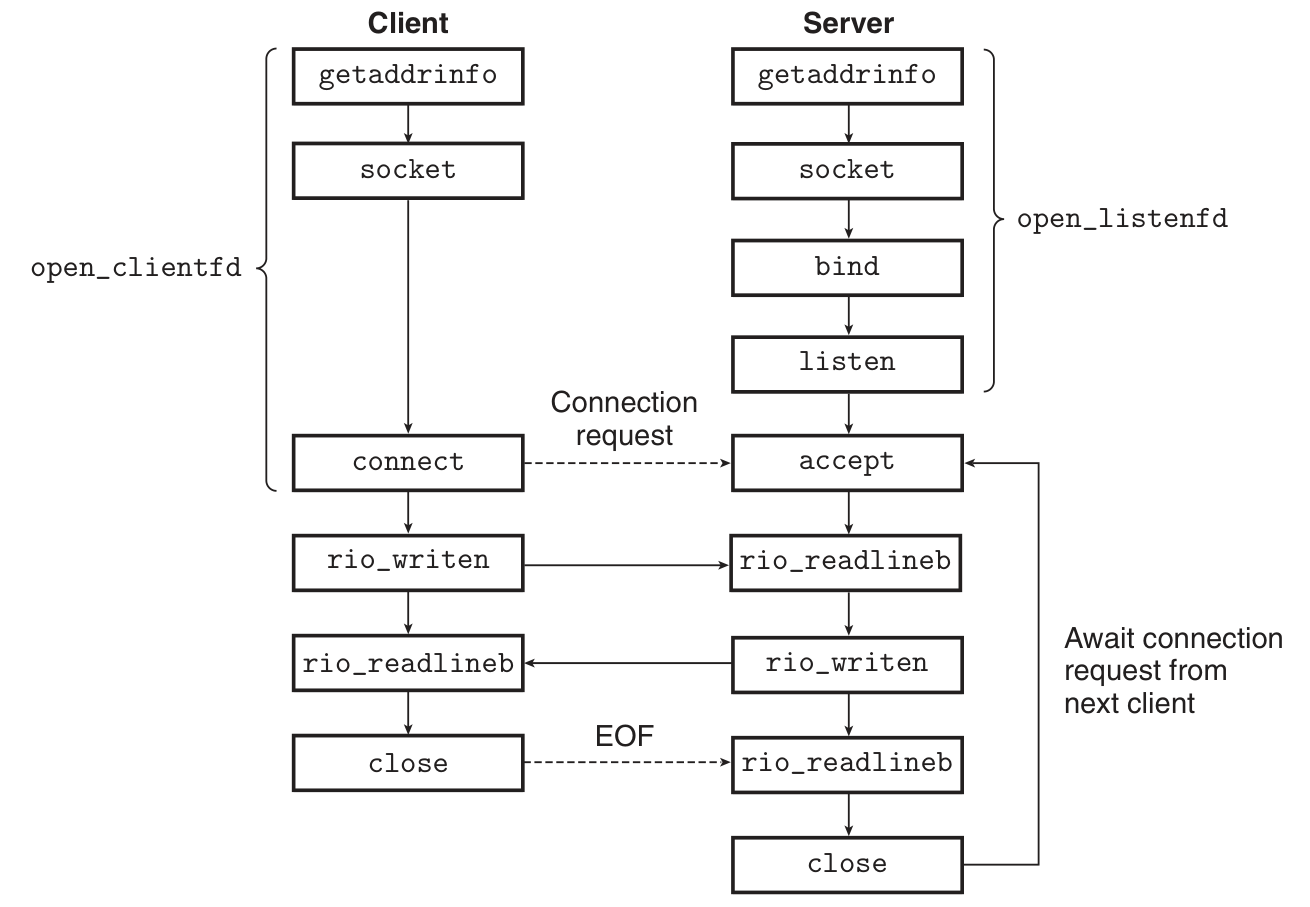 Client
Server
getaddrinfo
getaddrinfo
socket
socket
open_listenfd
open_clientfd
bind
listen
Connection
request
connect
accept
rio_writen
rio_readlineb
Await connection
request from
next client
rio_readlineb
rio_writen
EOF
close
rio_readlineb
close